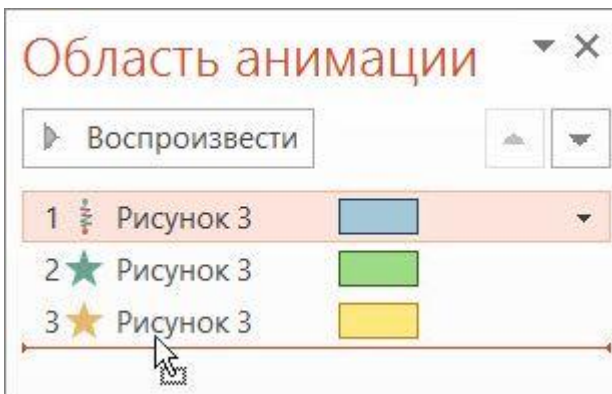 Область анимации
Воспроизвести
1 Рисунок 3
2 Рисунок 3
3 Рисунок 3